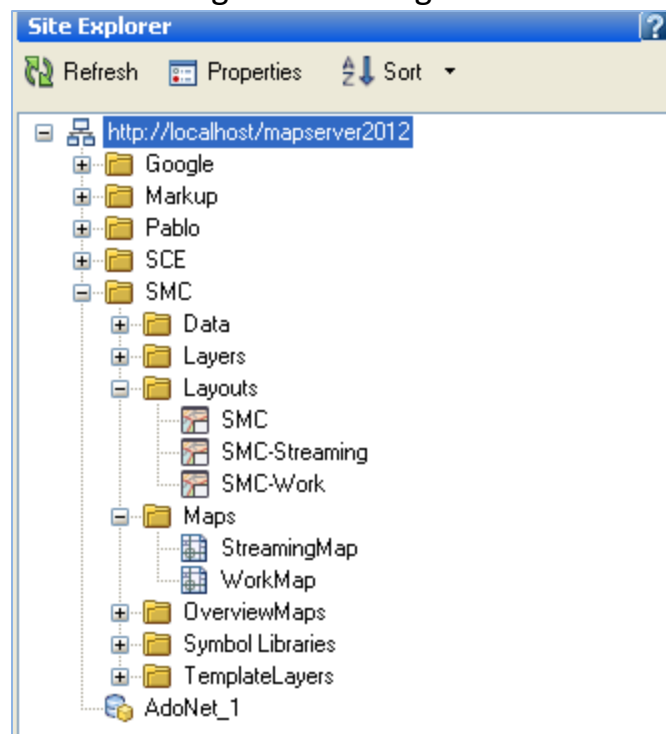 Site Explorer ?
Refresh Properties A Z Sort
http://localhost/mapserver2012
Google
Markup
Pablo
SCE
SMC
Data
Layers
Layouts
SMC
SMC-Streaming
SMC-Work
Maps
StreamingMap
WorkMap
OverviewMaps
Symbol Libraries
TemplateLayers
AdoNet_1